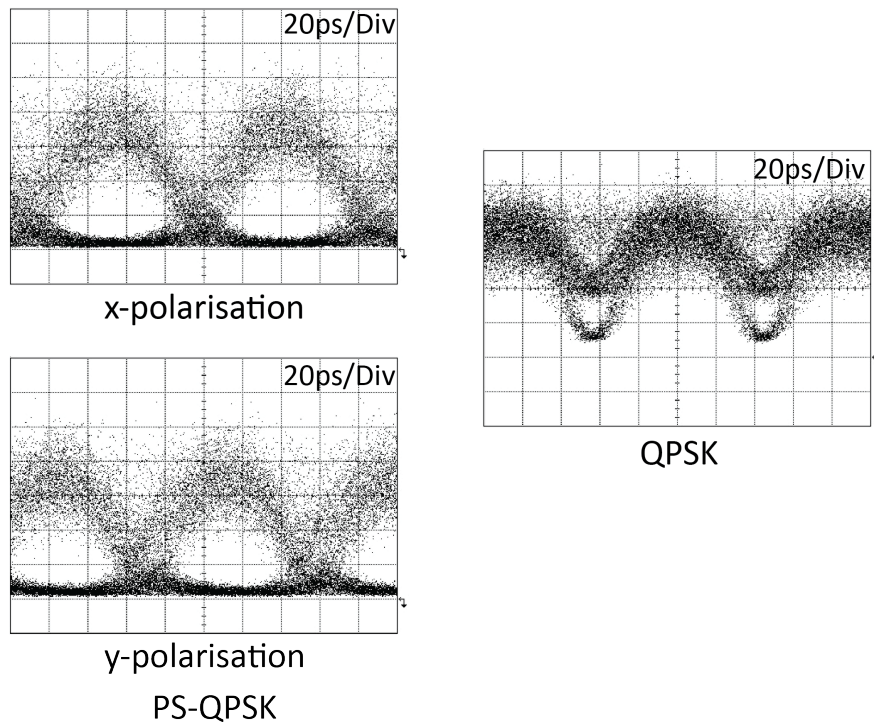 20ps/Div
x-polarisation
20ps/Div
y-polarisation
PS-QPSK
20ps/Div
QPSK